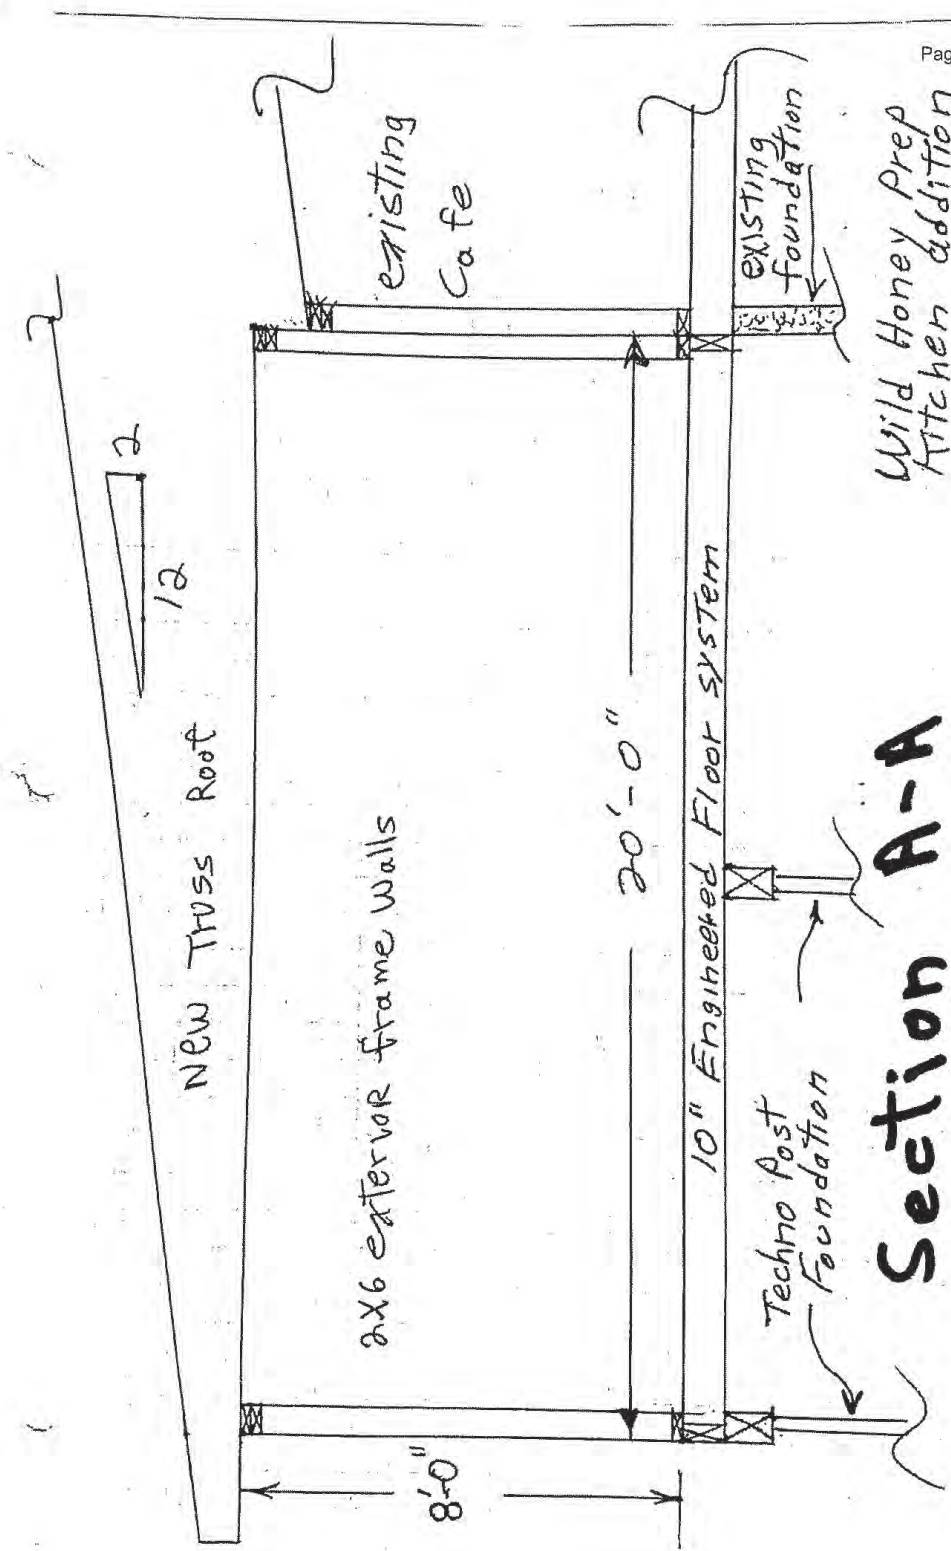 Pag
2
12
New Truss Roof
existing
Cafe
2x6 exterior frame walls
8'-0"
20'-0"
10" Engineered Floor system
existing
foundation
Techno Post
Foundation
Section A-A
Wild Honey Prep
Kitchen addition